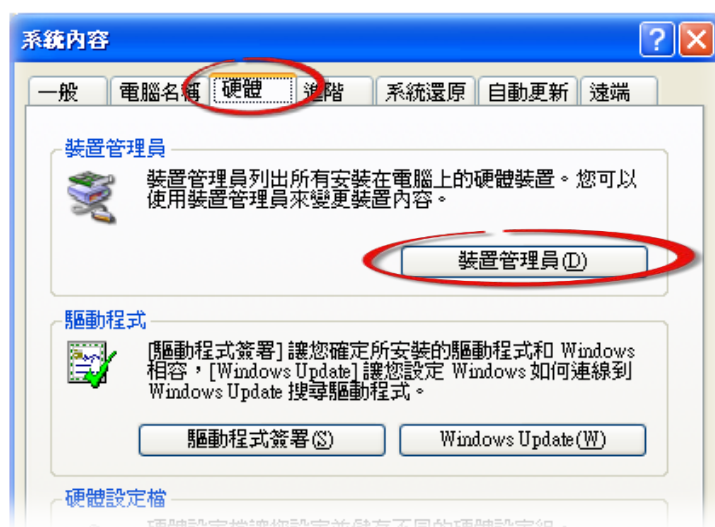 系統內容
一般 電腦名稱 硬體 進階 系統還原 自動更新 遠端
裝置管理員
裝置管理員列出所有安裝在電腦上的硬體裝置。您可以
使用裝置管理員來變更裝置內容。
裝置管理員(D)
驅動程式
[驅動程式簽署] 讓您確定所安裝的驅動程式和 Windows
相容，[Windows Update] 讓您設定 Windows 如何連線到
Windows Update 搜尋驅動程式。
驅動程式簽署(S) Windows Update(W)
硬體設定檔